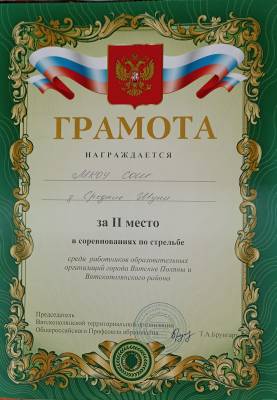 ГРАМОТА
НАГРАЖДАЕТСЯ
МКОУ СОШ
д Средние Шуни
за II место
в соревнованиях по стрельбе
среди работников образовательных
организаций города Вятские Поляны и
Вятскополянского района
Председатель
Вятскополянской территориальной организации
Общероссийского Профсоюза образования
Т.А.Брунгардт